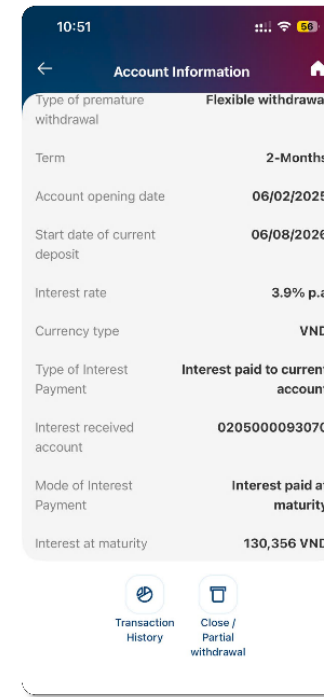 10:51
56
Account Information
Type of premature Flexible withdrawal
withdrawal
Term 2-Months
Account opening date 06/02/2025
Start date of current 06/08/2026
deposit
Interest rate 3.9% p.a
Currency type VND
Type of Interest Interest paid to current
Payment account
Interest received 0205000093070
account
Mode of Interest Interest paid at
Payment maturity
Interest at maturity 130,356 VND
Transaction
History
Close /
Partial
withdrawal